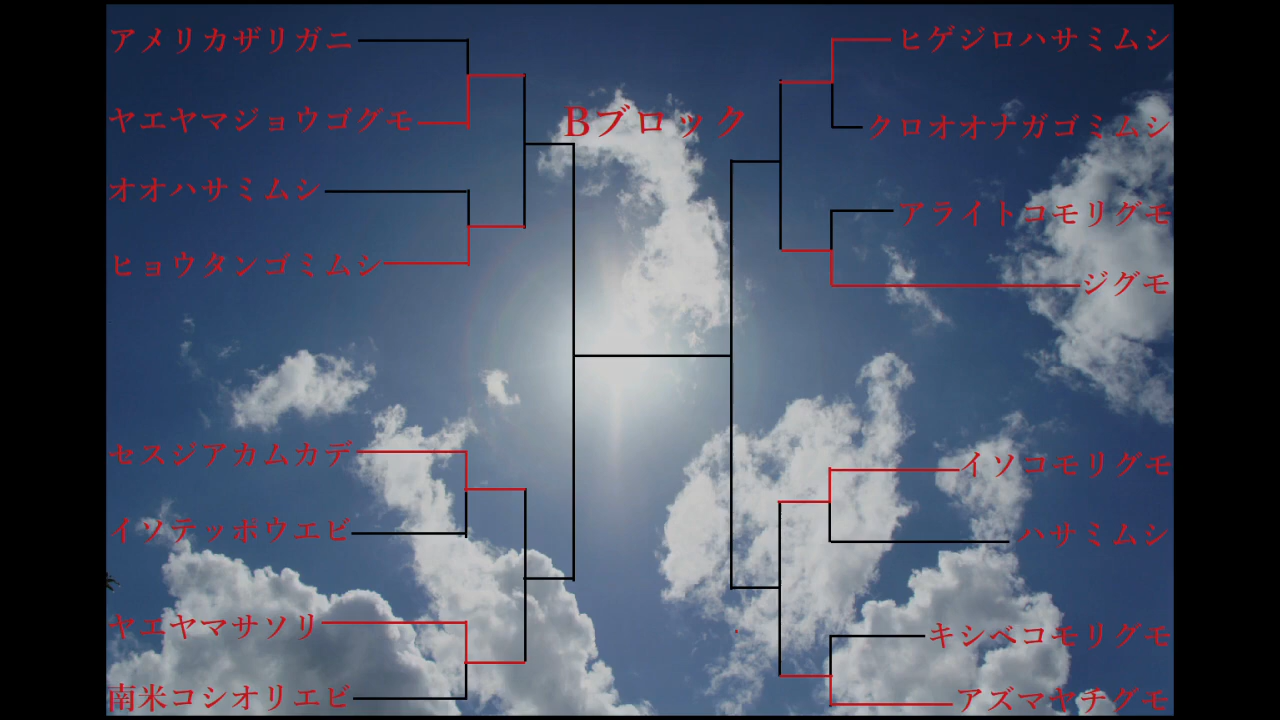 Bブロック
アメリカザリガニ
ヤエヤマジョウゴグモ
オオハサミムシ
ヒョウタンゴミムシ
セスジアカムカデ
イソテッポウエビ
ヤエヤマサソリ
南米コシオリエビ
ヒゲジロハサミムシ
クロオオナガゴミムシ
アライトコモリグモ
ジグモ
イソコモリグモ
ハサミムシ
キシベコモリグモ
アズマヤチグモ